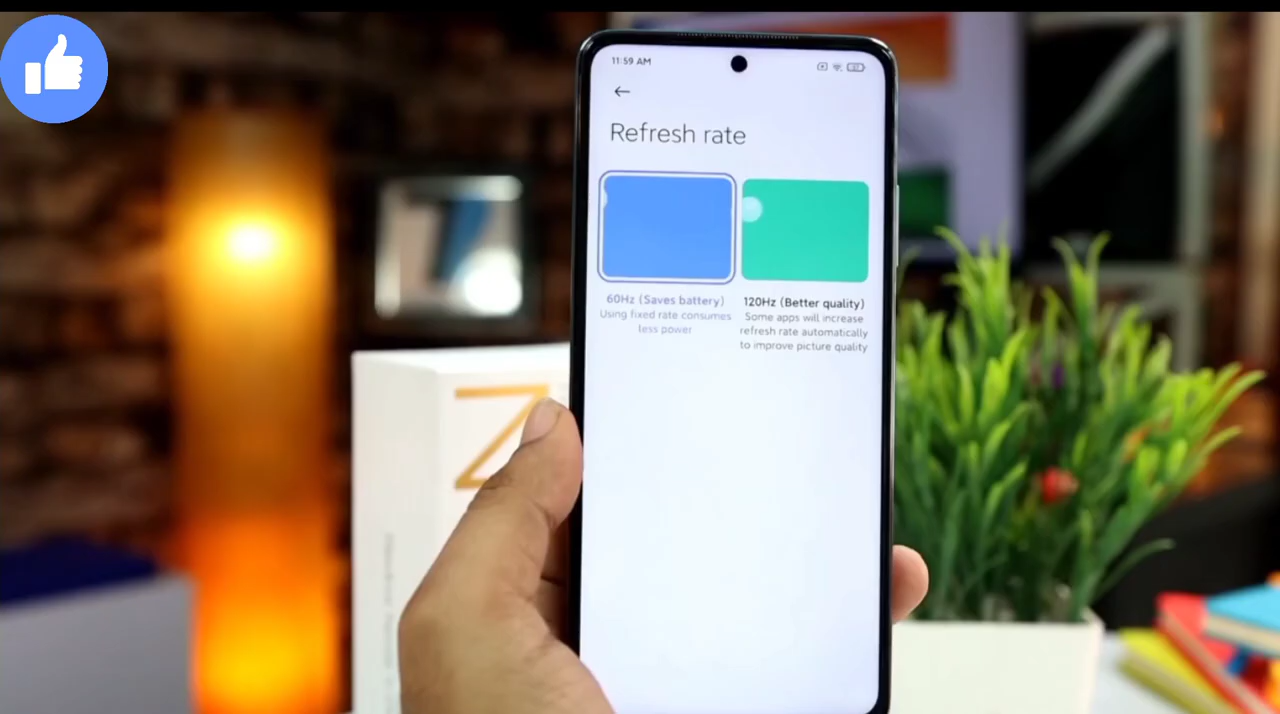 11:59 AM
Refresh rate
60Hz (Saves battery)
Using fixed rate consumes
less power
120Hz (Better quality)
Some apps will increase
refresh rate automatically
to improve picture quality
Z